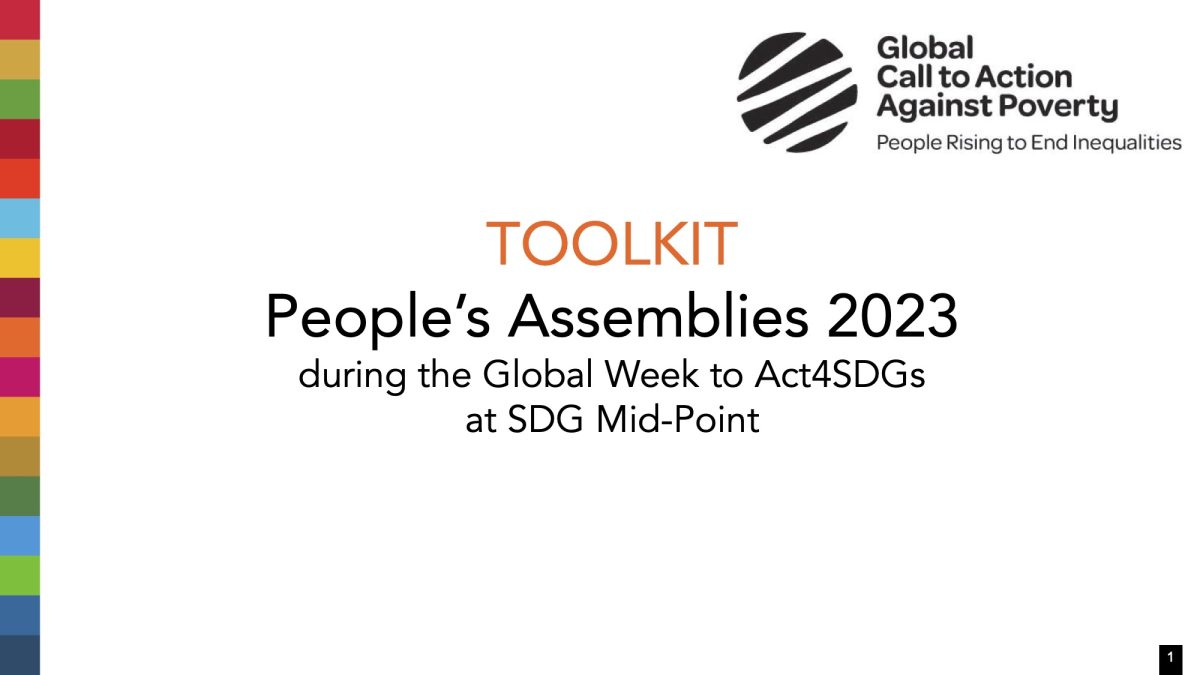 Global
Call to Action
Against Poverty
People Rising to End Inequalities
TOOLKIT
People’s Assemblies 2023
during the Global Week to Act4SDGs
at SDG Mid-Point
1